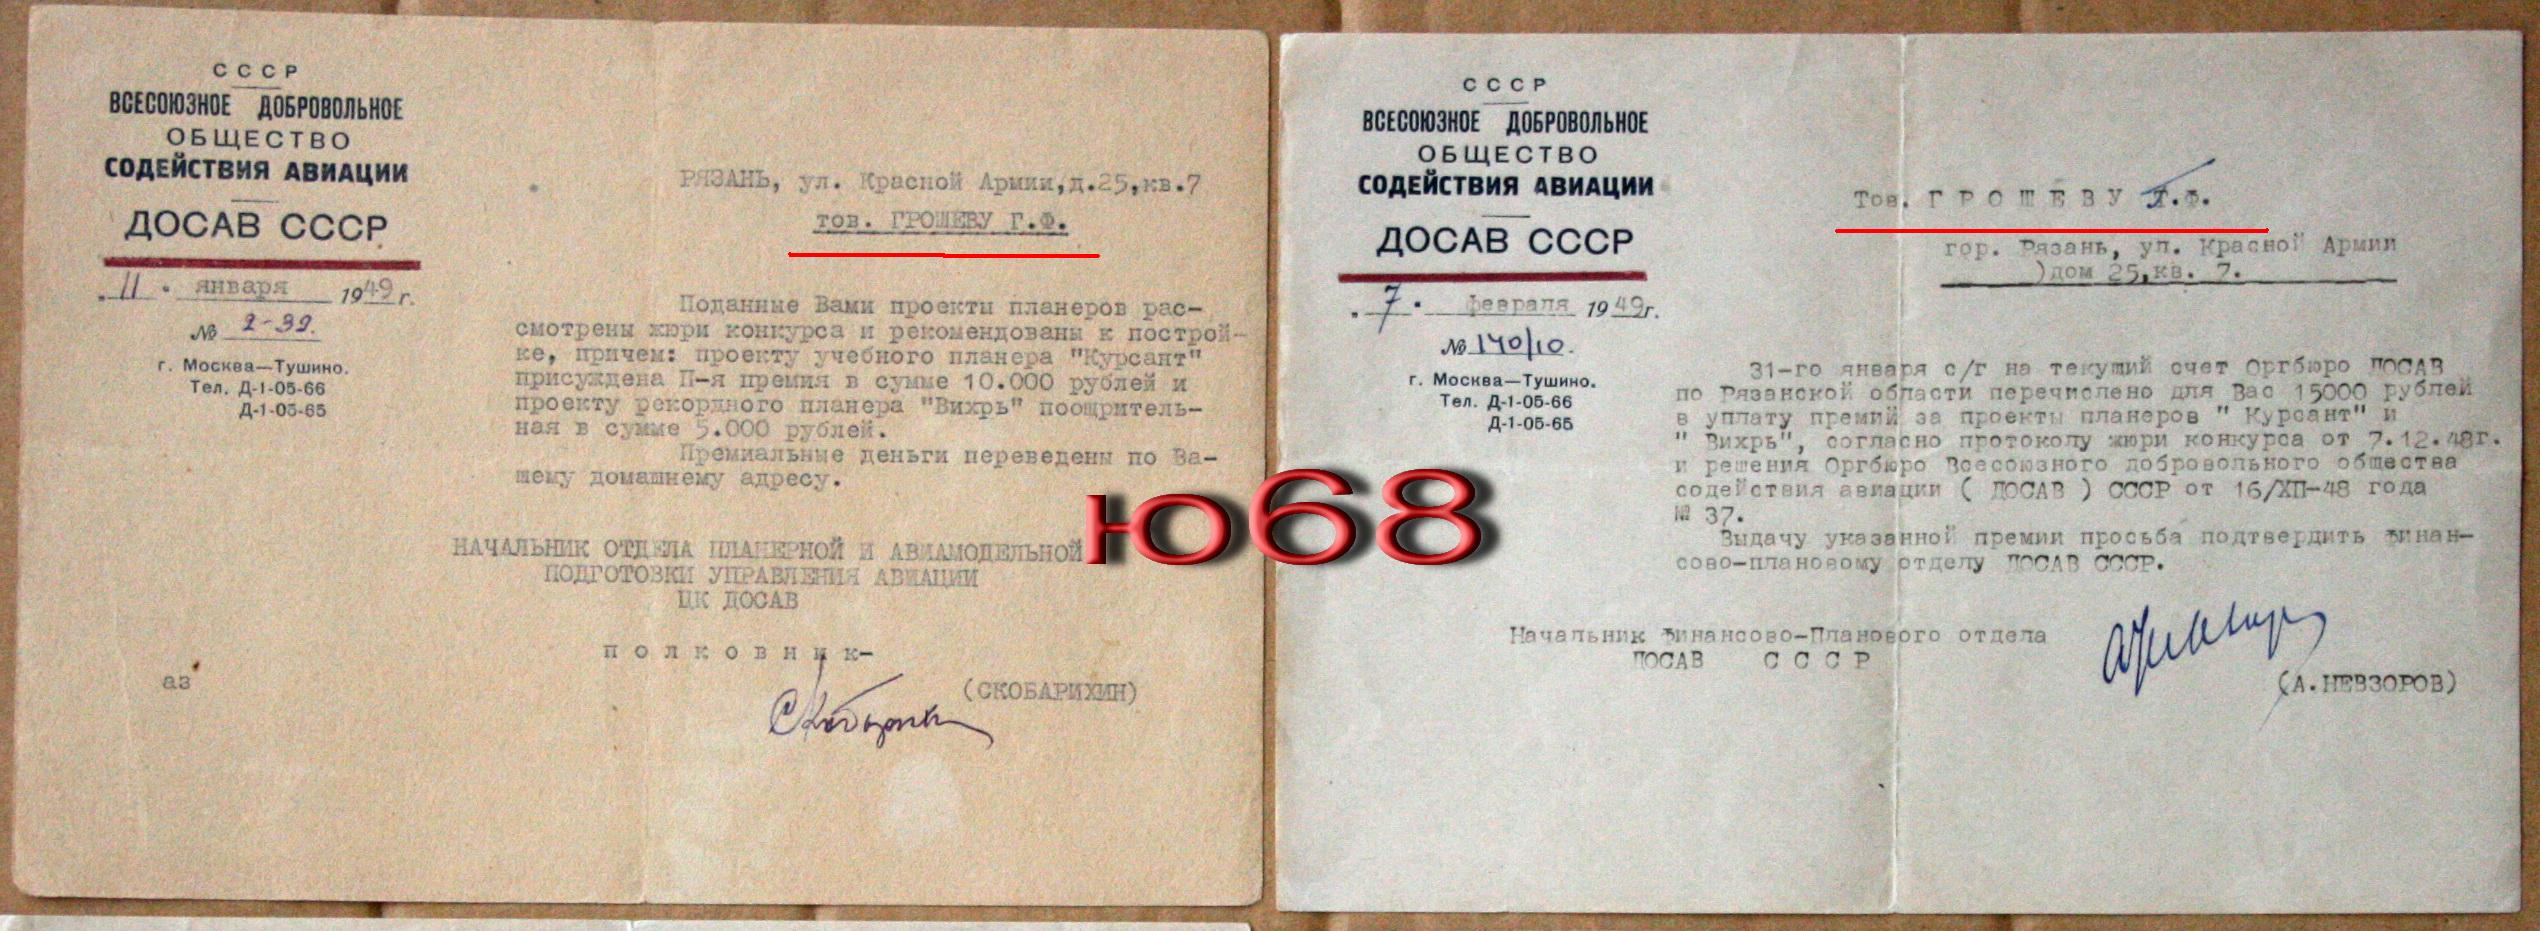 СССР
ВСЕСОЮЗНОЕ ДОБРОВОЛЬНОЕ
ОБЩЕСТВО
СОДЕЙСТВИЯ АВИАЦИИ
ДОСАВ СССР
„11" января 1949 г.
№ 2-39.
г. Москва—Тушино.
Тел. Д-1-05-66
Д-1-05-65
РЯЗАНЬ, ул. Красной Армии, д.25, кв.7
тов. ГРОШЕВУ Г.Ф.
Поданные Вами проекты планеров рас-
смотрены жюри конкурса и рекомендованы к построй-
ке, причем: проекту учебного планера "Курсант"
присуждена П-я премия в сумме 10.000 рублей и
проекту рекордного планера "Вихрь" поощритель-
ная в сумме 5.000 рублей.
Премиальные деньги переведены по Ва-
шему домашнему адресу.
НАЧАЛЬНИК ОТДЕЛА ПЛАНЕРНОЙ И АВИАМОДЕЛЬНОЙ
ПОДГОТОВКИ УПРАВЛЕНИЯ АВИАЦИИ
ЦК ДОСАВ
ПОЛКОВНИК-
(СКОБАРИХИН)
аз
ю68
СССР
ВСЕСОЮЗНОЕ ДОБРОВОЛЬНОЕ
ОБЩЕСТВО
СОДЕЙСТВИЯ АВИАЦИИ
ДОСАВ СССР
„7" февраля 1949 г.
№ 140/10.
г. Москва—Тушино.
Тел. Д-1-05-66
Д-1-05-65
Тов. ГРОШЕВУ Г.Ф.
гор. Рязань, ул. Красной Армии
)дом 25, кв. 7.
31-го января с/г на текущий счет Оргбюро ДОСАВ
по Рязанской области перечислено для Вас 15000 рублей
в уплату премий за проекты планеров " Курсант" и
" Вихрь", согласно протоколу жюри конкурса от 7.12.48г.
и решения Оргбюро Всесоюзного добровольного общества
содействия авиации ( ДОСАВ ) СССР от 16/ХП-48 года
№ 37.
Выдачу указанной премии просьба подтвердить Финан-
сово-плановому отделу ДОСАВ СССР.
Начальник Финансово-Планового отдела
ДОСАВ СССР
(А.НЕВЗОРОВ)